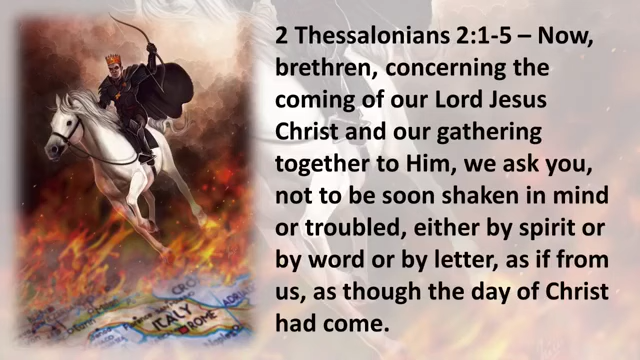 2 Thessalonians 2:1-5 – Now,
brethren, concerning the
coming of our Lord Jesus
Christ and our gathering
together to Him, we ask you,
not to be soon shaken in mind
or troubled, either by spirit or
by word or by letter, as if from
us, as though the day of Christ
had come.
ITALY
ROME